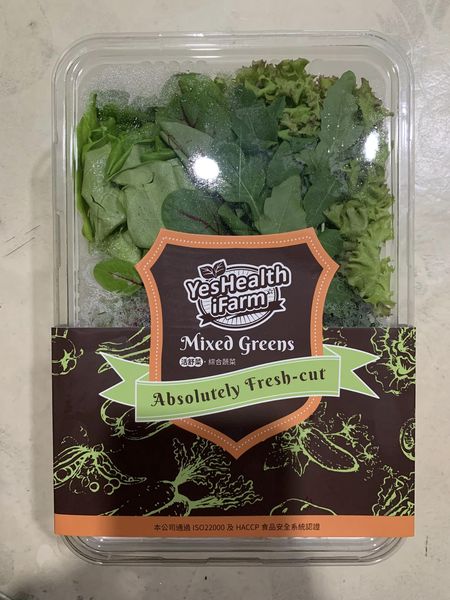 YesHealth
iFarm
Mixed Greens
活舒菜·綜合蔬菜
Absolutely Fresh-cut
本公司通過 ISO22000 及 HACCP 食品安全系統認證